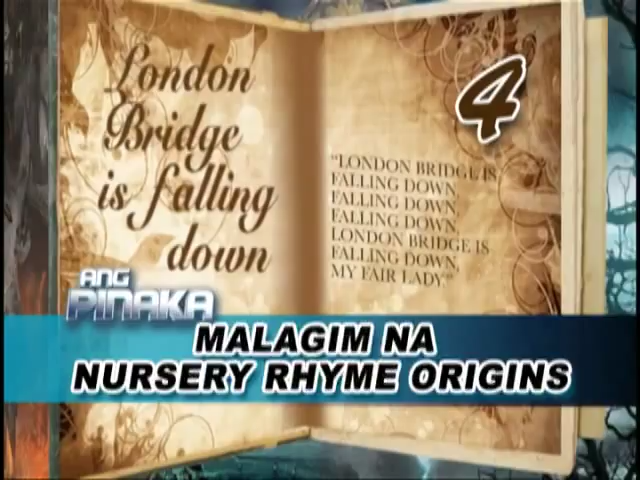 London
Bridge
is falling
down
4
"LONDON BRIDGE IS
FALLING DOWN,
FALLING DOWN,
FALLING DOWN,
LONDON BRIDGE IS
FALLING DOWN,
MY FAIR LADY."
ANG
PINAKA
MALAGIM NA
NURSERY RHYME ORIGINS